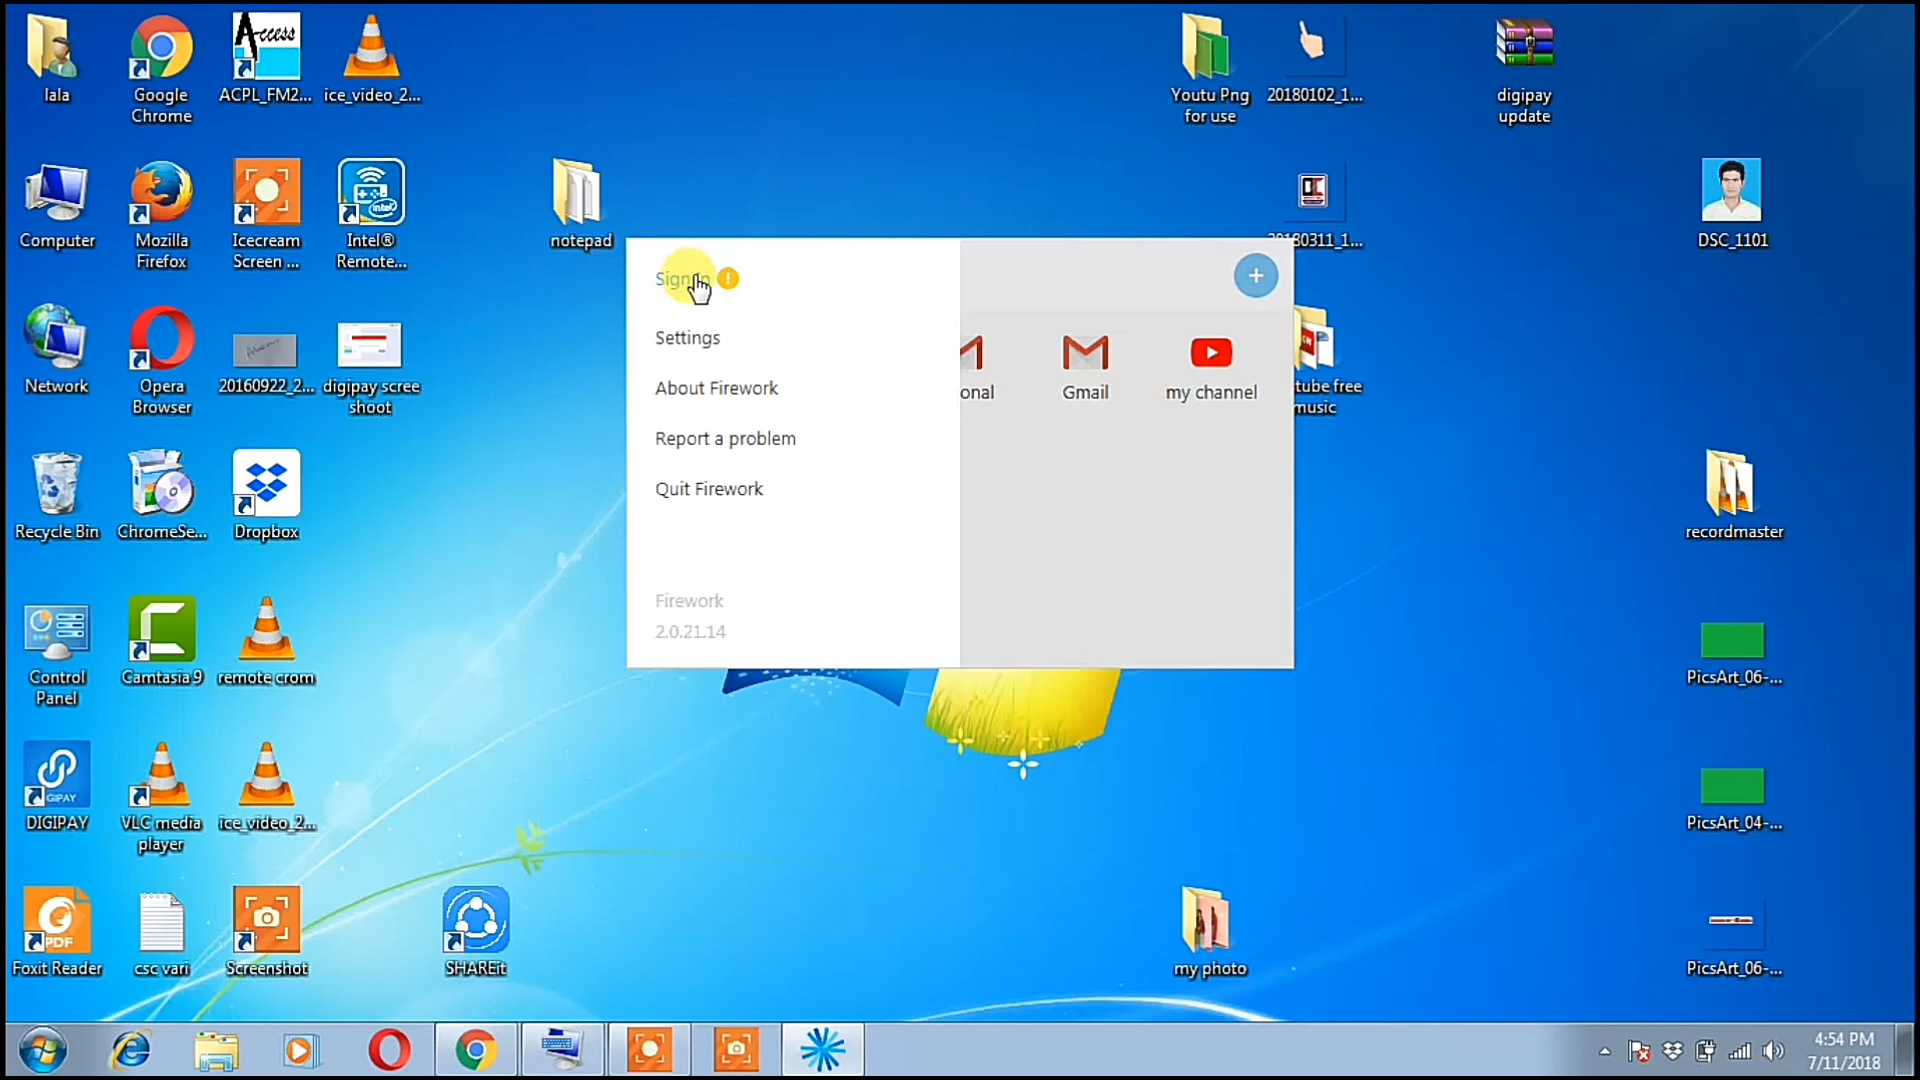 lala
Google
Chrome
Access
ACPL_FM2...
ice_video_2...
Youtu Png
for use
20180102_1...
digipay
update
Computer
Mozilla
Firefox
Icecream
Screen ...
Intel®
Remote...
notepad
20180311_1...
DSC_1101
Sign
Settings
About Firework
Report a problem
Quit Firework
Firework
2.0.21.14
onal
Gmail
my channel
tube free
music
Network
Opera
Browser
20160922_2...
digipay scree
shoot
Recycle Bin
ChromeSe...
Dropbox
recordmaster
Control
Panel
Camtasia 9
remote crom
PicsArt_06-...
DIGIPAY
VLC media
player
ice_video_2...
PicsArt_04-...
PDF
Foxit Reader
csc vari
Screenshot
SHAREit
my photo
PicsArt_06-...
4:54 PM
7/11/2018